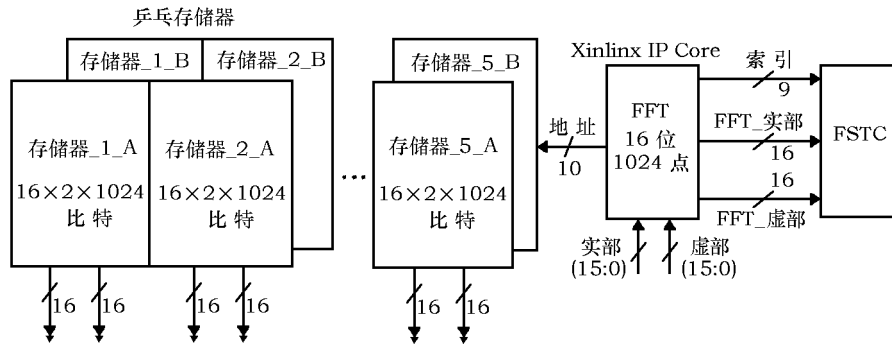 乒乓存储器
存储器_1_B
存储器_2_B
存储器_5_B
存储器_1_A
16×2×1024
比特
存储器_2_A
16×2×1024
比特
...
存储器_5_A
16×2×1024
比特
16
16
16
16
16
16
Xinlinx IP Core
地址
10
FFT
16 位
1024 点
索引
9
FFT_实部
16
16
FFT_虚部
FSTC
实部
(15:0)
虚部
(15:0)